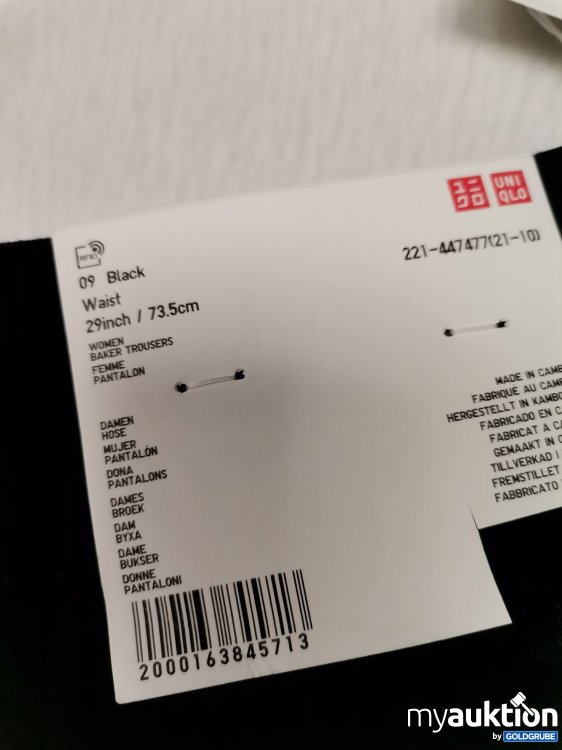 ユニ
クロ
UNI
QLO
RFID
221-447477(21-10)
09 Black
Waist
29inch / 73.5cm
WOMEN
BAKER TROUSERS
FEMME
PANTALON
DAMEN
HOSE
MUJER
PANTALÓN
DONA
PANTALONS
DAMES
BROEK
DAM
BYXA
DAME
BUKSER
DONNE
PANTALONI
MADE IN CAMB
FABRIQUE AU CAM
HERGESTELLT IN KAMBO
FABRICADO EN C
FABRICAT A CA
GEMAAKT IN C
TILLVERKAD I
FREMSTILLET
FABBRICATO
2000163845713
myauktion
by GOLDGRUBE